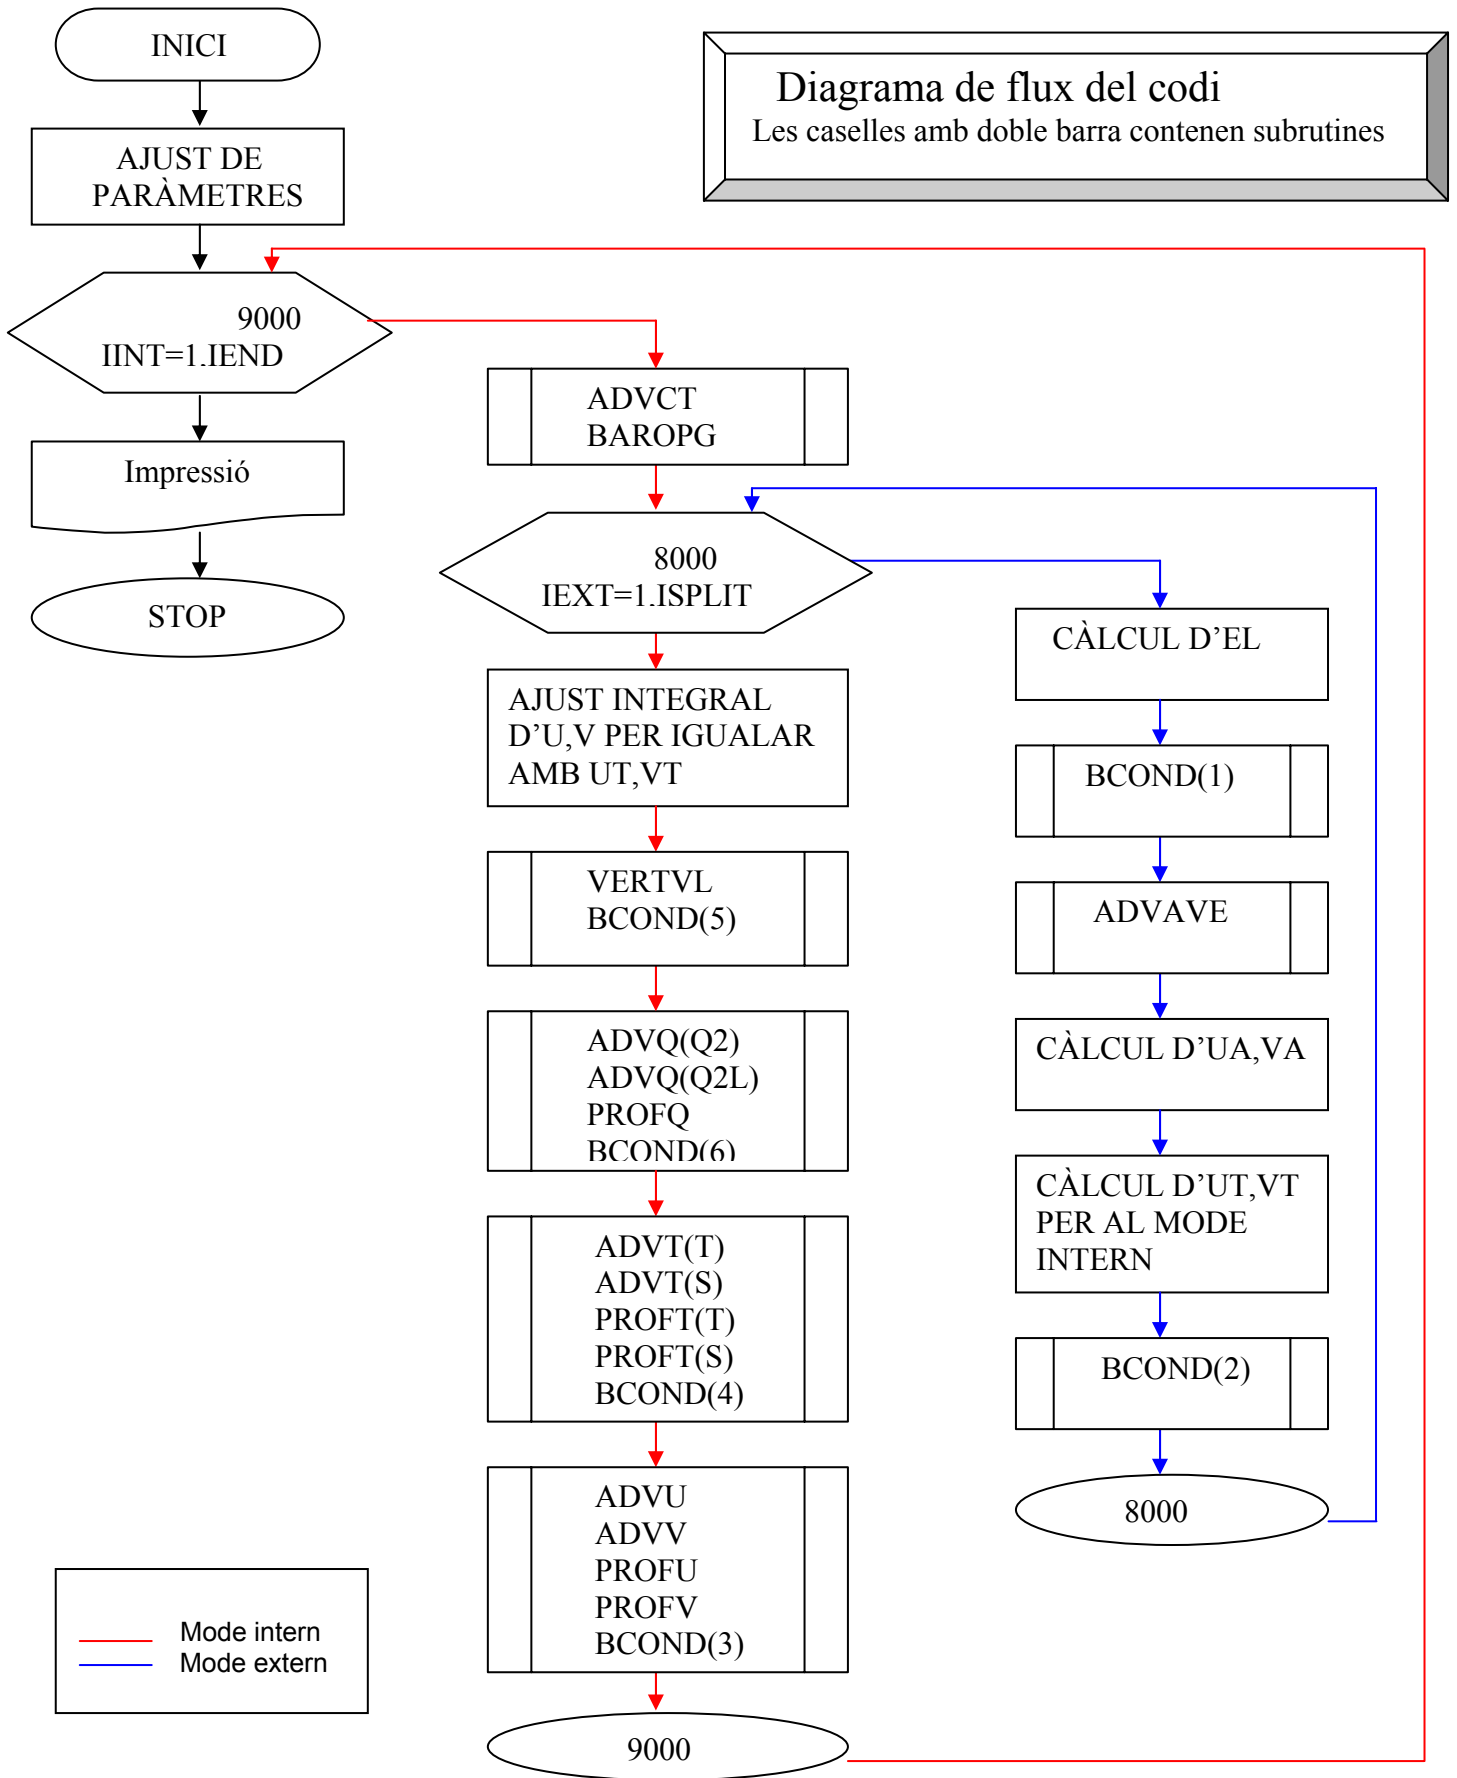 INICI
Diagrama de flux del codi
Les caselles amb doble barra contenen subrutines
AJUST DE
PARÀMETRES
9000
IINT=1,IEND
Impressió
STOP
ADVCT
BAROPG
8000
IEXT=1,ISPLIT
AJUST INTEGRAL
D’U,V PER IGUALAR
AMB UT,VT
VERTVL
BCOND(5)
ADVQ(Q2)
ADVQ(Q2L)
PROFQ
BCOND(6)
ADVT(T)
ADVT(S)
PROFT(T)
PROFT(S)
BCOND(4)
ADVU
ADVV
PROFU
PROFV
BCOND(3)
9000
CÀLCUL D’EL
BCOND(1)
ADVAVE
CÀLCUL D’UA,VA
CÀLCUL D’UT,VT
PER AL MODE
INTERN
BCOND(2)
8000
Mode intern
Mode extern